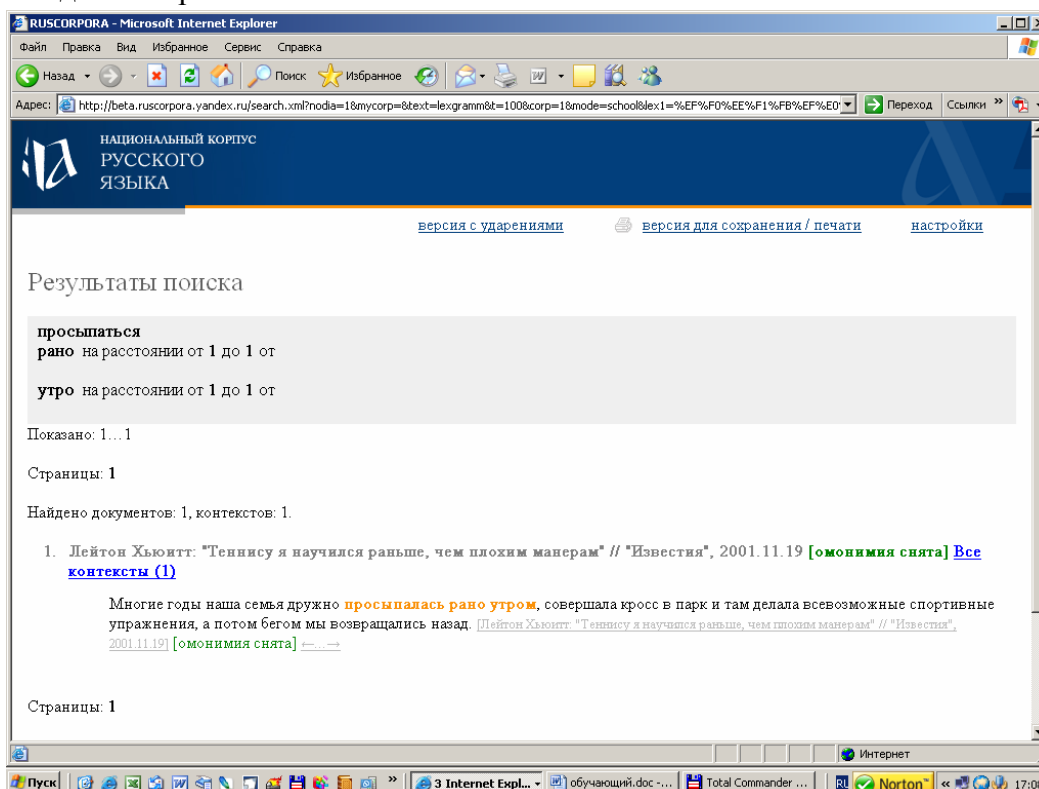 RUSCORPORA - Microsoft Internet Explorer
Файл Правка Вид Избранное Сервис Справка
Назад Поиск Избранное
Адрес: http://beta.ruscorpora.yandex.ru/search.xml?nodia=1&mycorp=&text=lexgramm&t=100&corp=1&mode=school&lex1=%EF%F0%EE%F1%FB%EF%E0 Переход Ссылки »
НАЦИОНАЛЬНЫЙ КОРПУС
РУССКОГО
ЯЗЫКА
версия с ударениями версия для сохранения / печати настройки
Результаты поиска
просыпаться
рано на расстоянии от 1 до 1 от
утро на расстоянии от 1 до 1 от
Показано: 1…1
Страницы: 1
Найдено документов: 1, контекстов: 1.
1. Лейтон Хьюитт: "Теннису я научился раньше, чем плохим манерам" // "Известия", 2001.11.19 [омонимия снята] Все
контексты (1)
Многие годы наша семья дружно просыпалась рано утром, совершала кросс в парк и там делала всевозможные спортивные
упражнения, а потом бегом мы возвращались назад. [Лейтон Хьюитт: "Теннису я научился раньше, чем плохим манерам" // "Известия",
2001.11.19] [омонимия снята] ←…→
Страницы: 1
Интернет
Пуск » 3 Internet Expl... обучающий.doc -... Total Commander ... RL Norton™ « 17:08